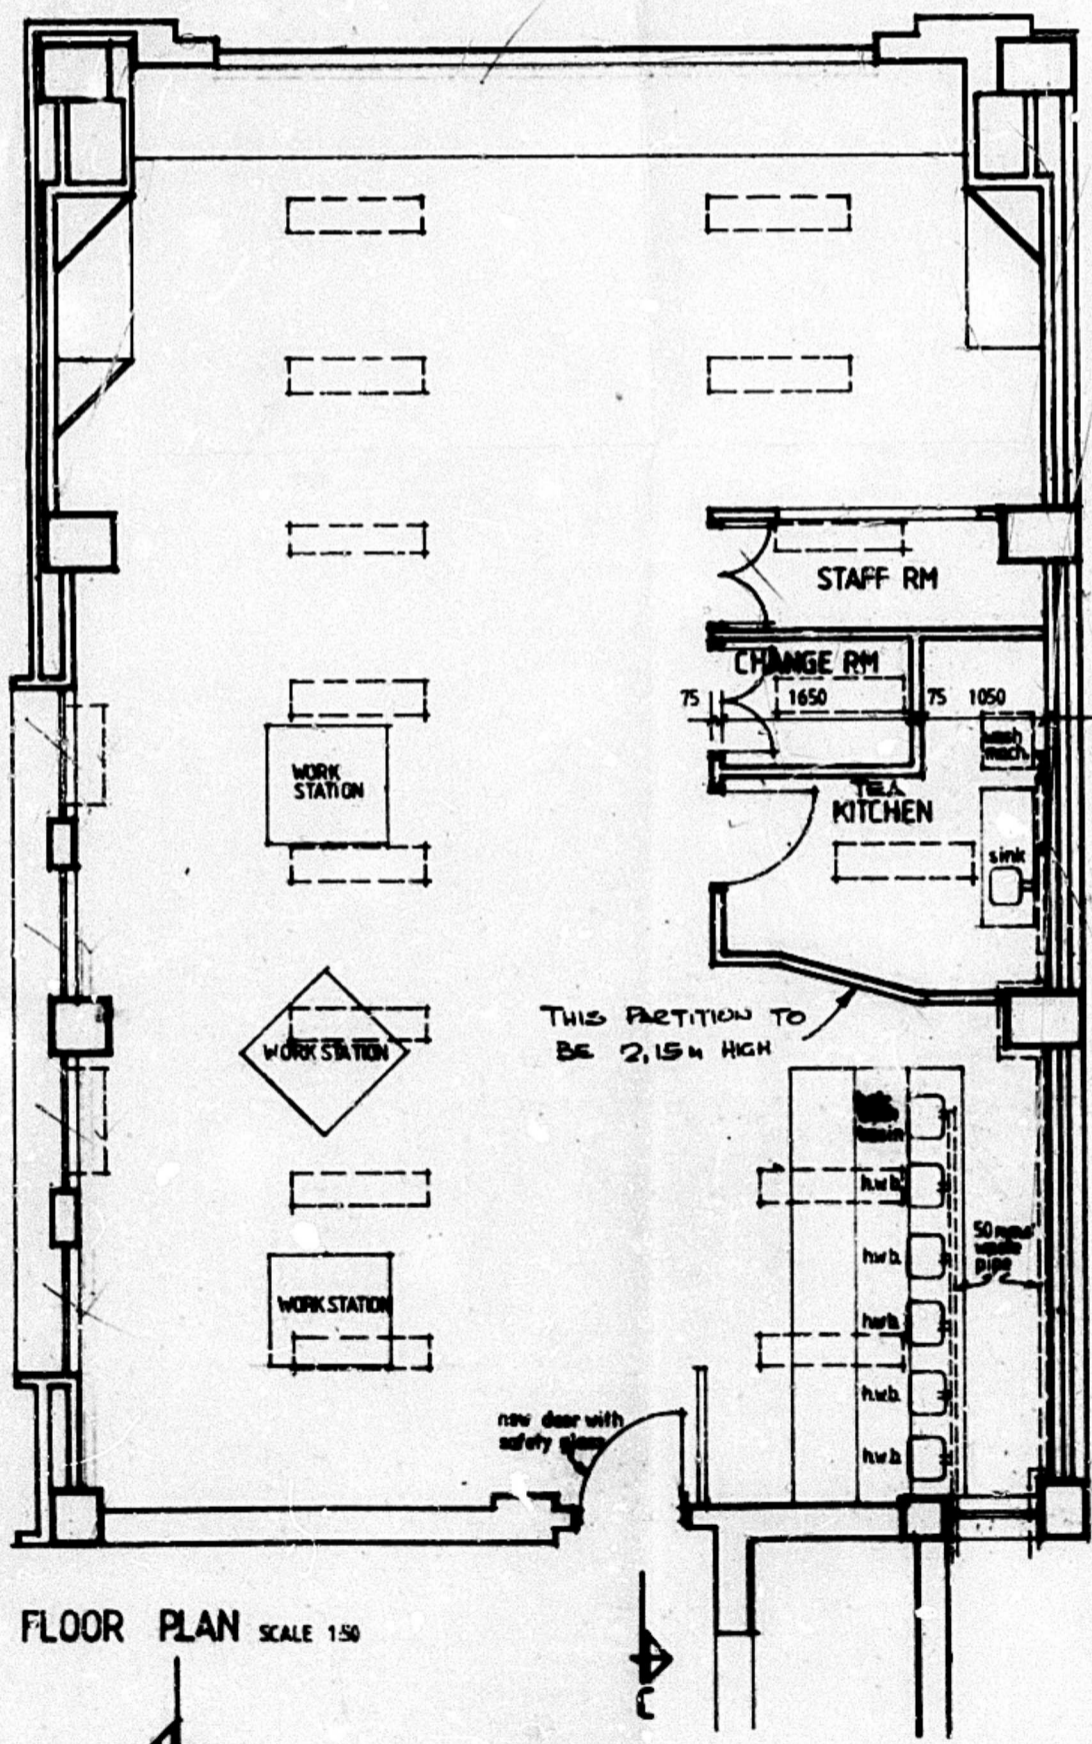 STAFF RM
CHANGE RM
75 1650 75 1050
wash
mach.
TEA
KITCHEN
sink
WORK
STATION
THIS PARTITION TO
BE 2,15m HIGH
WORK STATION
basin
h.w.b.
50mmø
waste
pipe
h.w.b.
h.w.b.
WORK STATION
h.w.b.
new door with
safety glass
h.w.b.
FLOOR PLAN SCALE 1:50
C